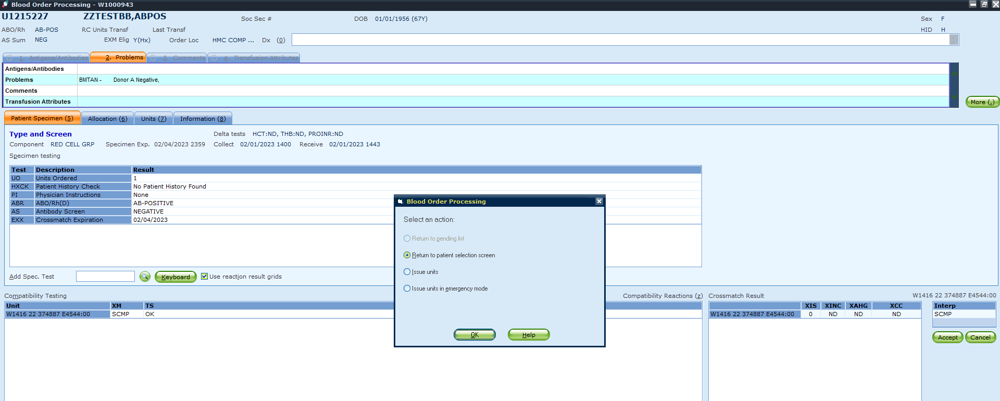 Blood Order Processing - W1000943
U1215227 ZZTESTBB,ABPOS Soc Sec # DOB 01/01/1956 (67Y) Sex F
ABO/Rh AB-POS RC Units Transf Last Transf HID H
AS Sum NEG EXM Elig Y(Hx) Order Loc HMC COMP ... Dx (0)
1. Antigens/Antibodies 2. Problems 3. Comments 4. Transfusion Attributes
Antigens/Antibodies
Problems BMTAN - Donor A Negative,
Comments
Transfusion Attributes
More (.)
Patient Specimen (5) Allocation (6) Units (7) Information (8)
Type and Screen Delta tests HCT:ND, THB:ND, PROINR:ND
Component RED CELL GRP Specimen Exp. 02/04/2023 2359 Collect 02/01/2023 1400 Receive 02/01/2023 1443
Specimen testing
Test Description Result
UO Units Ordered 1
HXCK Patient History Check No Patient History Found
PI Physician Instructions None
ABR ABO/Rh(D) AB-POSITIVE
AS Antibody Screen NEGATIVE
EXX Crossmatch Expiration 02/04/2023
Blood Order Processing
Select an action:
Return to pending list
Return to patient selection screen
Issue units
Issue units in emergency mode
OK Help
Add Spec. Test Keyboard Use reaction result grids
Compatibility Testing Compatibility Reactions (z) Crossmatch Result W1416 22 374887 E4544:00
Unit XM TS XIS XINC XAHG XCC Interp
W1416 22 374887 E4544:00 SCMP OK W1416 22 374887 E4544:00 0 ND ND ND SCMP
Accept Cancel